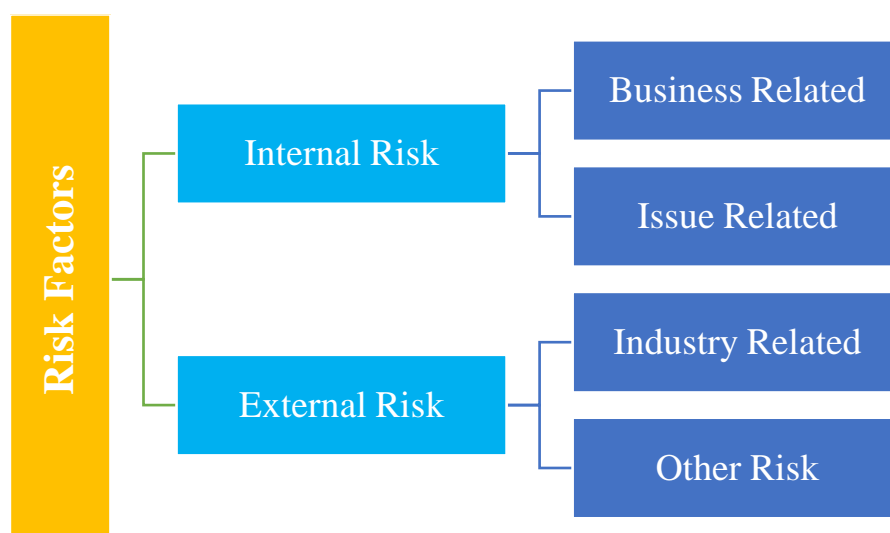 Risk Factors
Internal Risk
Business Related
Issue Related
External Risk
Industry Related
Other Risk